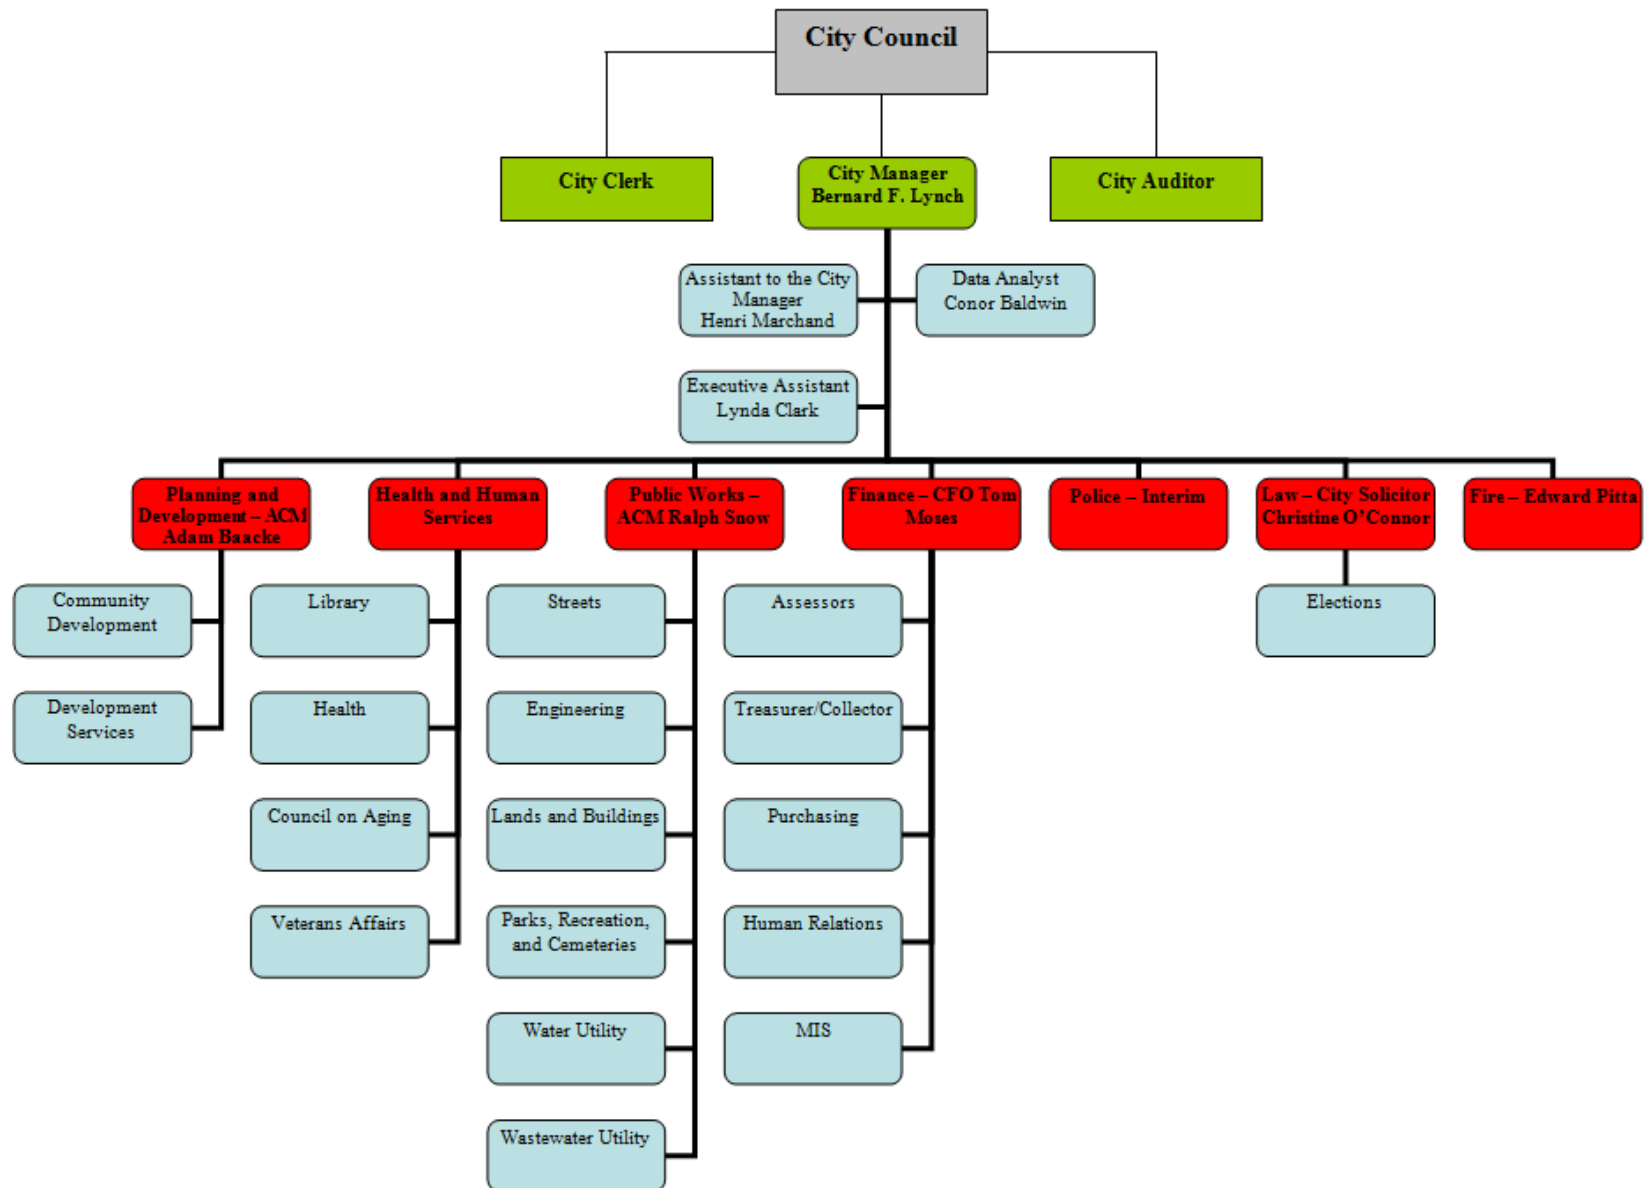 City Council
City Clerk
City Manager
Bernard F. Lynch
City Auditor
Assistant to the City
Manager
Henri Marchand
Data Analyst
Conor Baldwin
Executive Assistant
Lynda Clark
Planning and
Development – ACM
Adam Baacke
Health and Human
Services
Public Works –
ACM Ralph Snow
Finance – CFO Tom
Moses
Police – Interim
Law – City Solicitor
Christine O’Connor
Fire – Edward Pitta
Community
Development
Library
Streets
Assessors
Elections
Development
Services
Health
Engineering
Treasurer/Collector
Council on Aging
Lands and Buildings
Purchasing
Veterans Affairs
Parks, Recreation,
and Cemeteries
Human Relations
Water Utility
MIS
Wastewater Utility